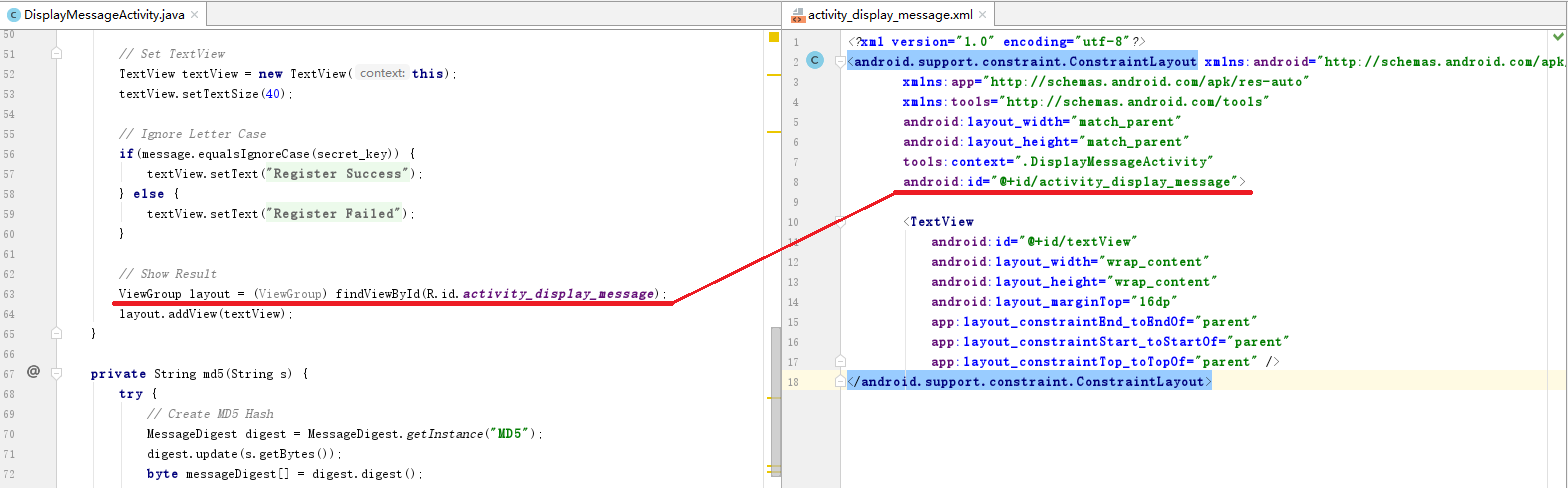 DisplayMessageActivity.java
50
51 // Set TextView
52 TextView textView = new TextView( context: this);
53 textView.setTextSize(40);
54
55 // Ignore Letter Case
56 if(message.equalsIgnoreCase(secret_key)) {
57 textView.setText("Register Success");
58 } else {
59 textView.setText("Register Failed");
60 }
61
62 // Show Result
63 ViewGroup layout = (ViewGroup) findViewById(R.id.activity_display_message);
64 layout.addView(textView);
65 }
66
67 @ private String md5(String s) {
68 try {
69 // Create MD5 Hash
70 MessageDigest digest = MessageDigest.getInstance("MD5");
71 digest.update(s.getBytes());
72 byte messageDigest[] = digest.digest();
activity_display_message.xml
1 <?xml version="1.0" encoding="utf-8"?>
2 C <android.support.constraint.ConstraintLayout xmlns:android="http://schemas.android.com/apk
3 xmlns:app="http://schemas.android.com/apk/res-auto"
4 xmlns:tools="http://schemas.android.com/tools"
5 android:layout_width="match_parent"
6 android:layout_height="match_parent"
7 tools:context=".DisplayMessageActivity"
8 android:id="@+id/activity_display_message">
9
10 <TextView
11 android:id="@+id/textView"
12 android:layout_width="wrap_content"
13 android:layout_height="wrap_content"
14 android:layout_marginTop="16dp"
15 app:layout_constraintEnd_toEndOf="parent"
16 app:layout_constraintStart_toStartOf="parent"
17 app:layout_constraintTop_toTopOf="parent" />
18 </android.support.constraint.ConstraintLayout>